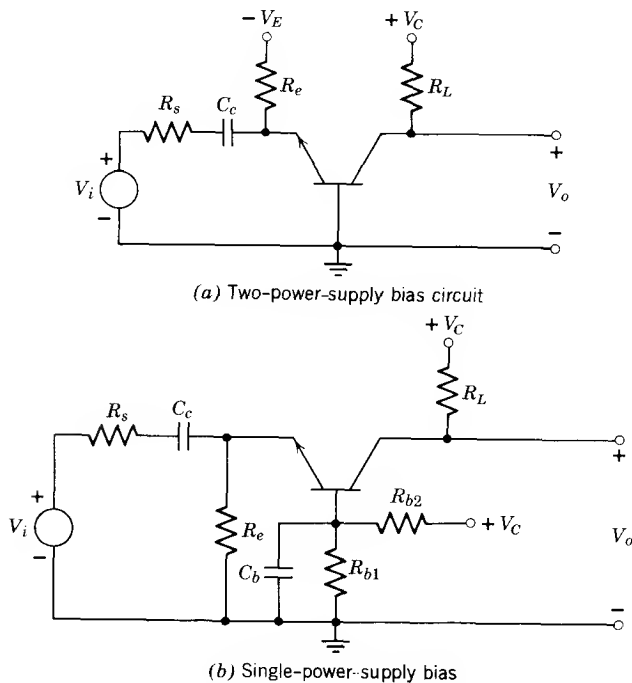 − V_E
+ V_C
R_e
R_L
R_s
C_c
+
V_i
−
+
V_o
−
(a) Two-power-supply bias circuit
+ V_C
R_L
R_s
C_c
+
R_b2
+
V_i
R_e
+ V_C
V_o
−
C_b
R_b1
−
(b) Single-power-supply bias